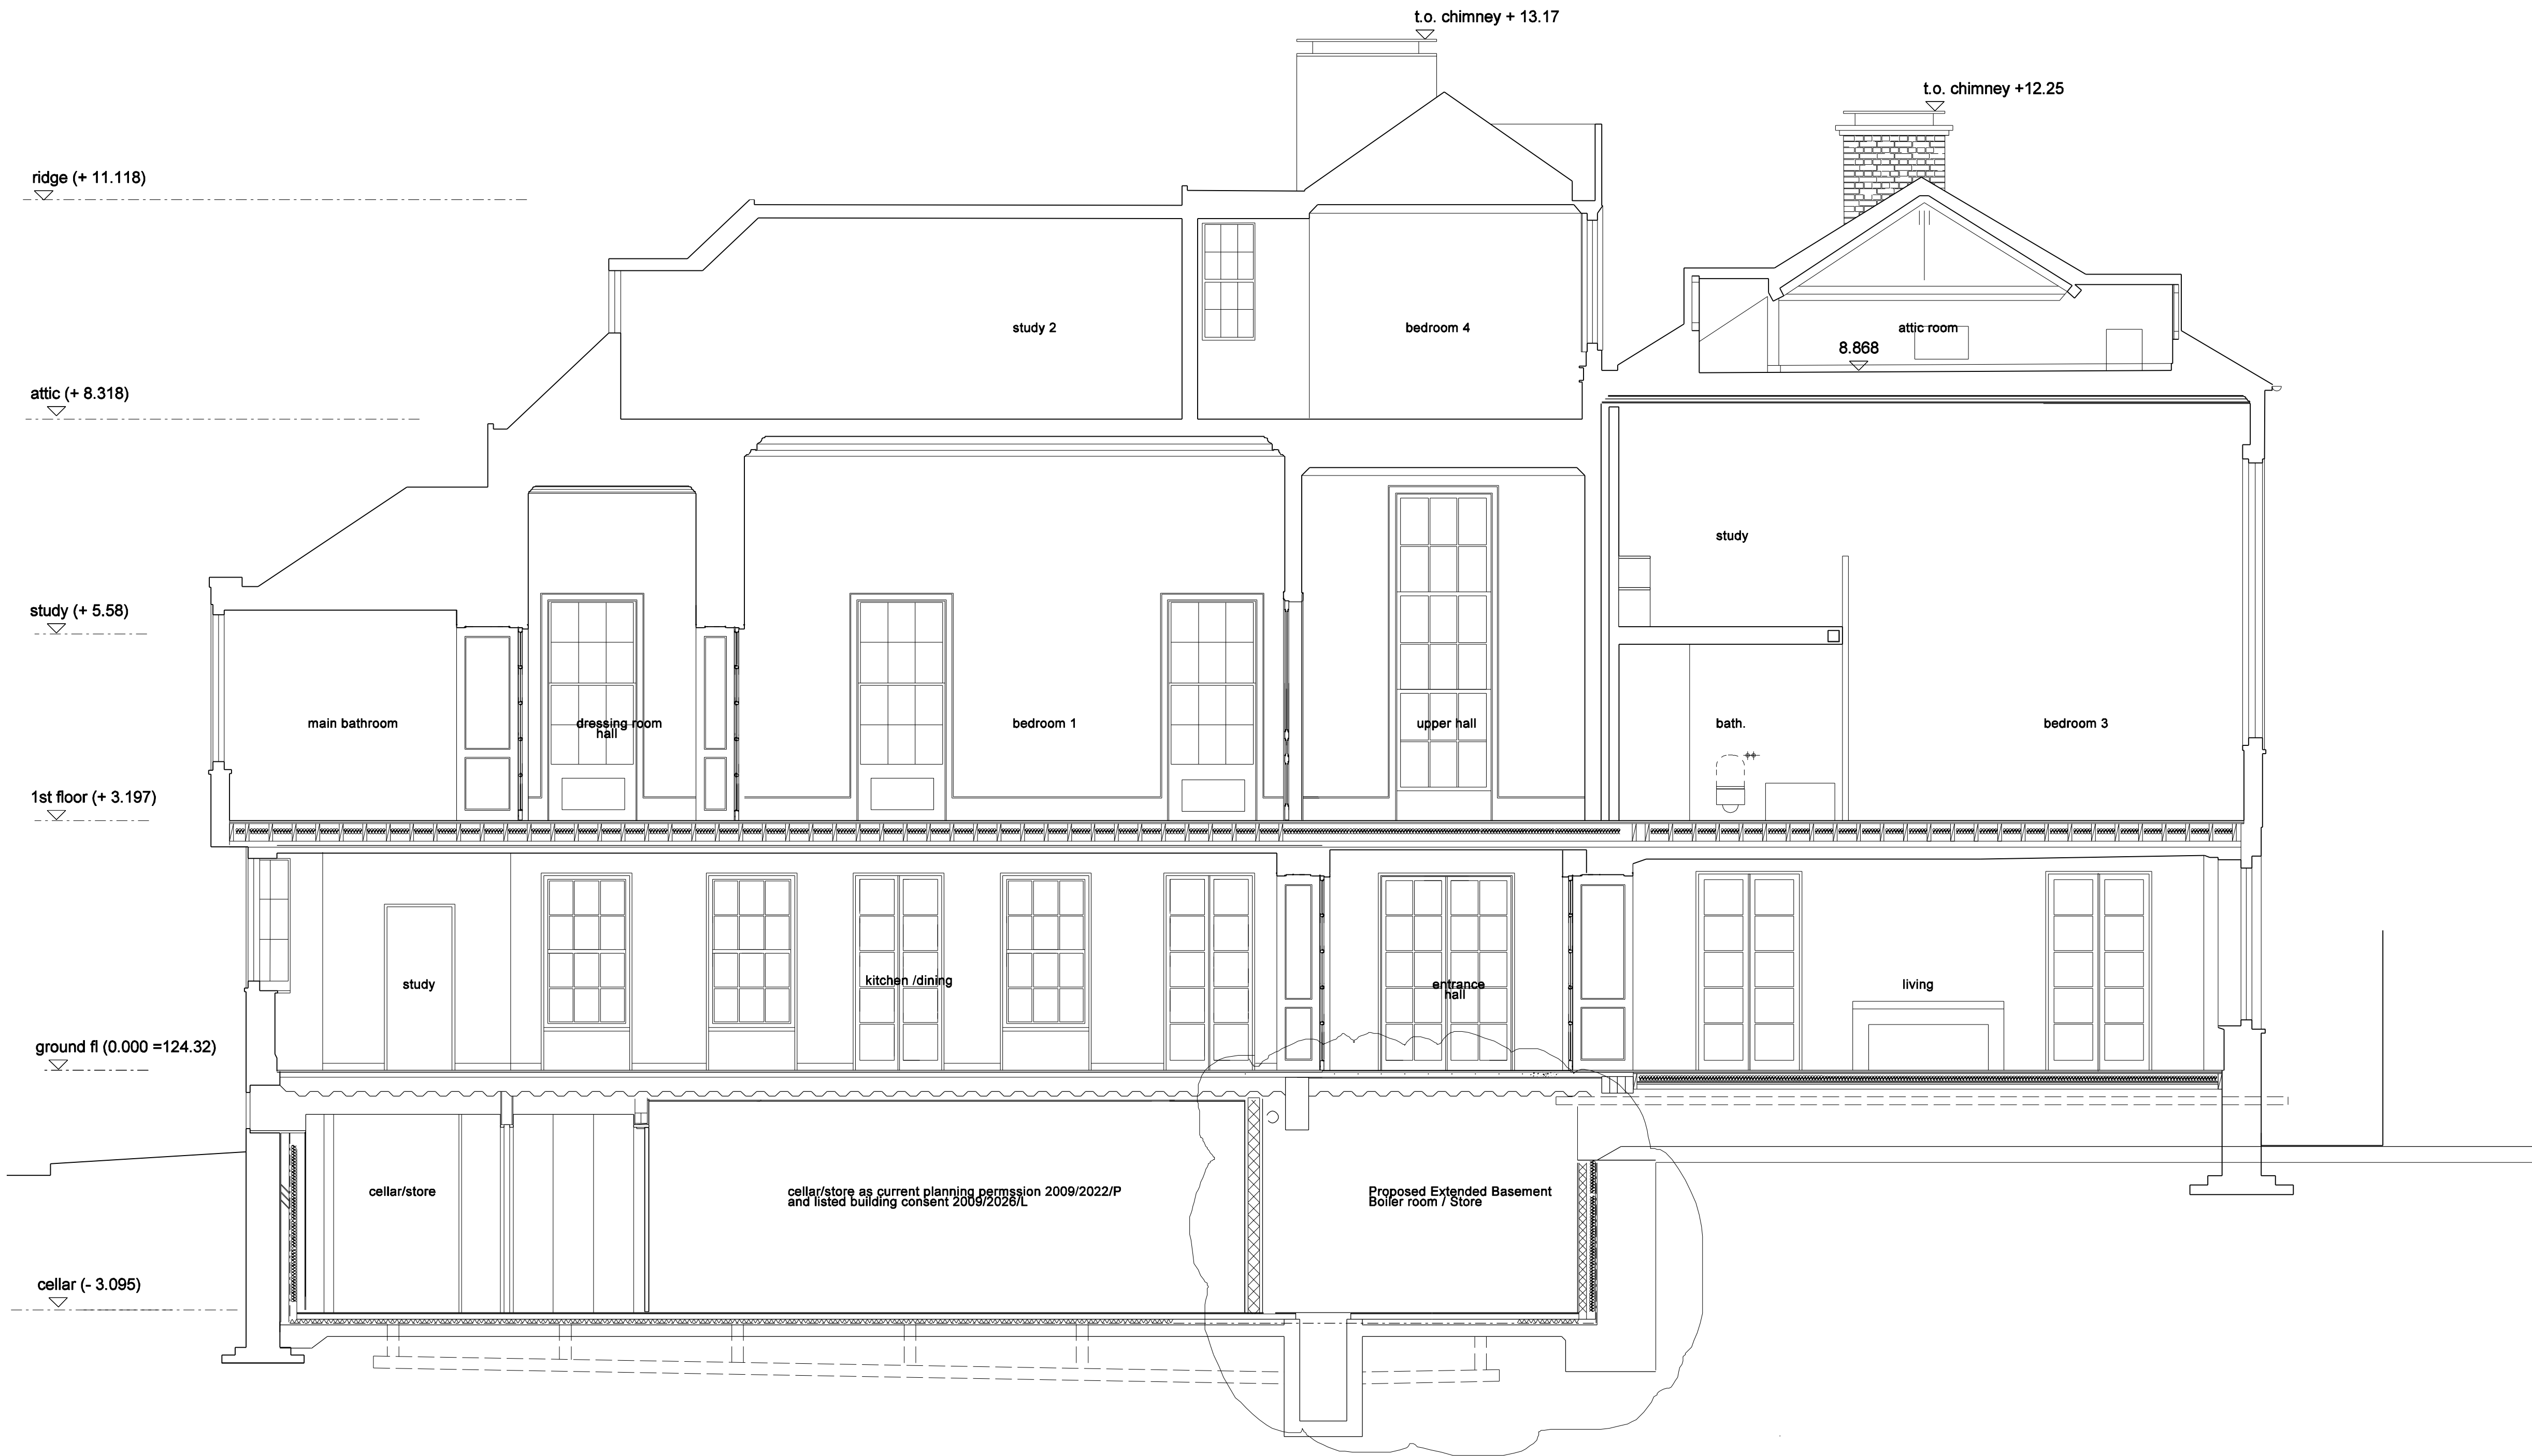 t.o. chimney + 13.17
t.o. chimney +12.25
ridge (+ 11.118)
study 2
bedroom 4
attic room
8.868
attic (+ 8.318)
study
study (+ 5.58)
main bathroom
dressing room
hall
bedroom 1
upper hall
bath.
bedroom 3
1st floor (+ 3.197)
study
kitchen /dining
entrance
hall
living
ground fl (0.000 =124.32)
cellar/store
cellar/store as current planning permssion 2009/2022/P
and listed building consent 2009/2026/L
Proposed Extended Basement
Boiler room / Store
cellar (- 3.095)